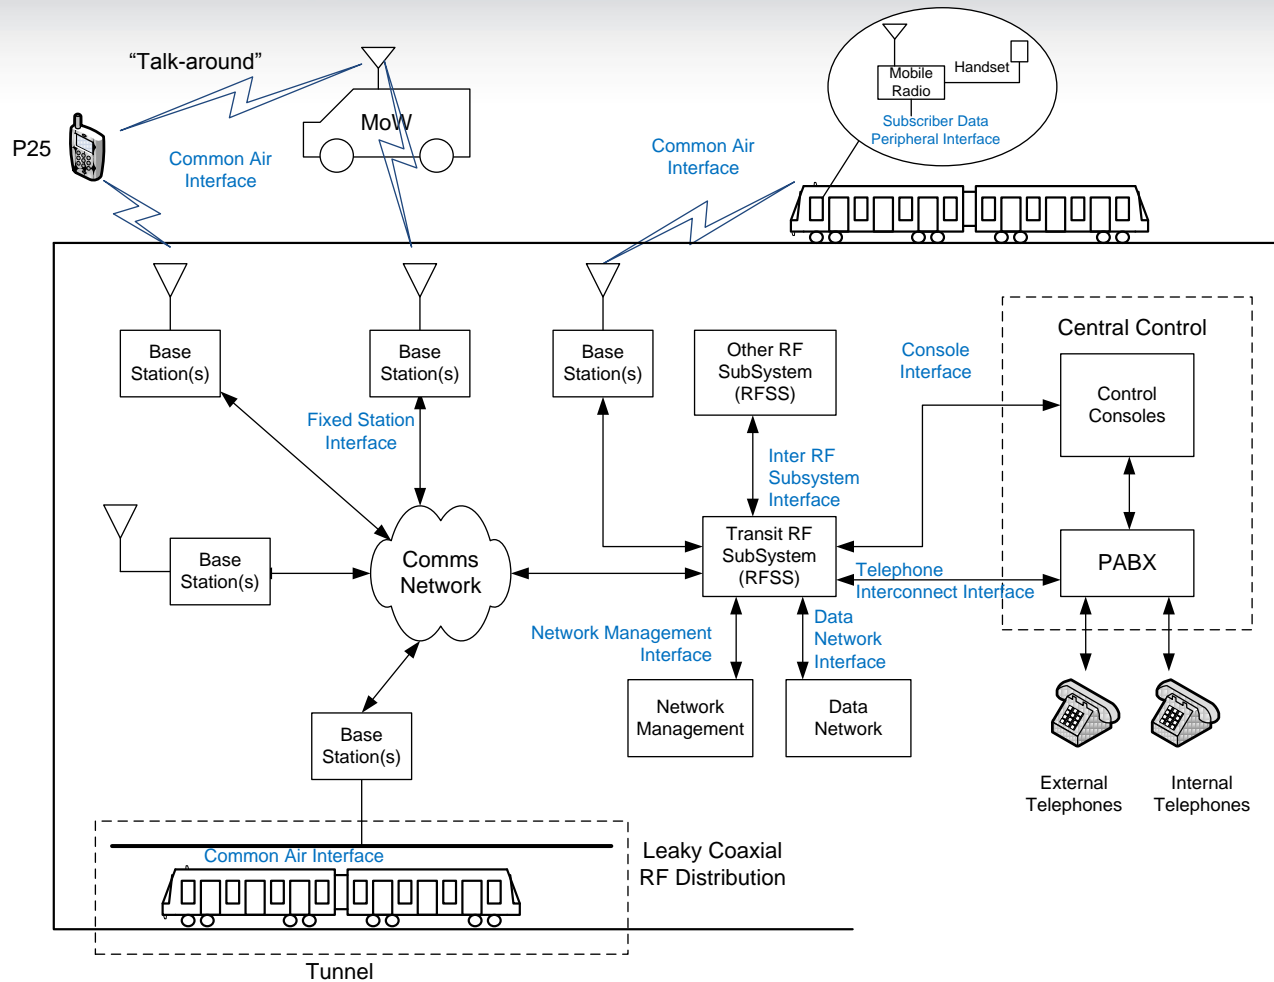 “Talk-around”
P25
MoW
Common Air
Interface
Common Air
Interface
Mobile
Radio
Handset
Subscriber Data
Peripheral Interface
Base
Station(s)
Base
Station(s)
Base
Station(s)
Other RF
SubSystem
(RFSS)
Console
Interface
Central Control
Control
Consoles
Fixed Station
Interface
Inter RF
Subsystem
Interface
Base
Station(s)
Comms
Network
Transit RF
SubSystem
(RFSS)
Telephone
Interconnect Interface
PABX
Network Management
Interface
Data
Network
Interface
Network
Management
Data
Network
Base
Station(s)
External
Telephones
Internal
Telephones
Common Air Interface
Leaky Coaxial
RF Distribution
Tunnel